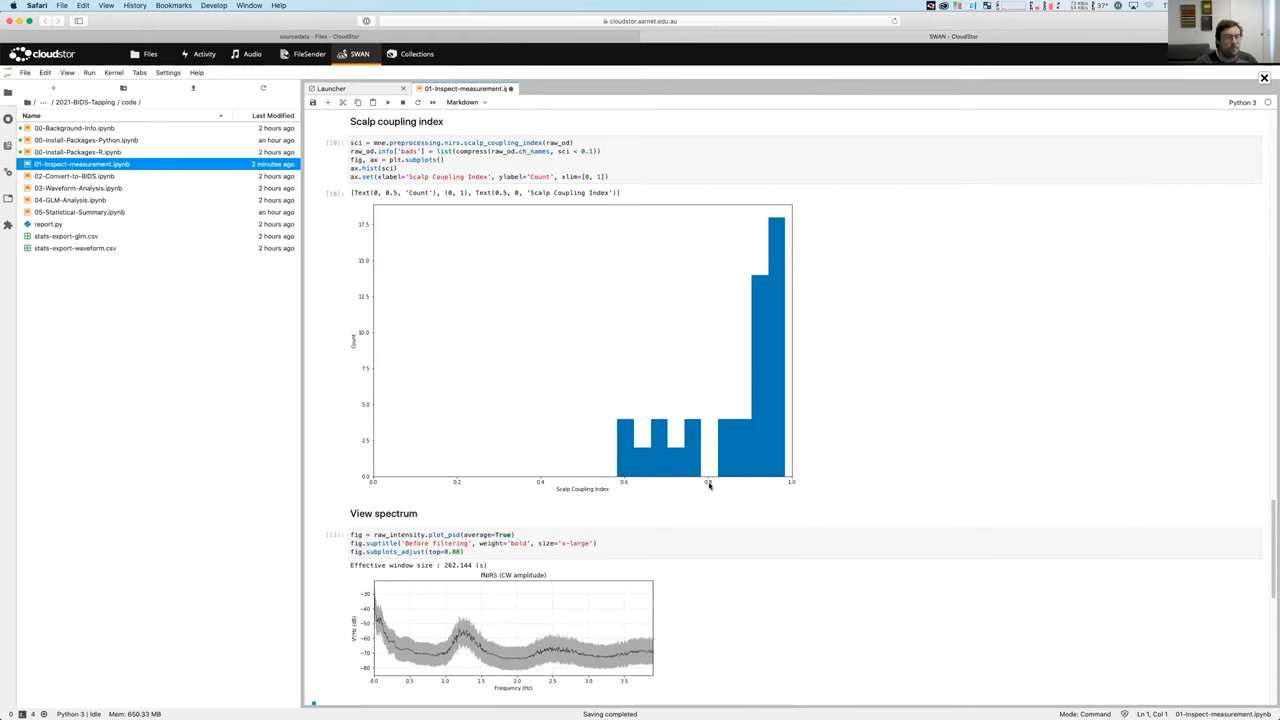 Safari File Edit View History Bookmarks Develop Window Help
cloudstor.aarnet.edu.au
sourcedata - Files - CloudStor
SWAN - CloudStor
cloudstor Files Activity Audio FileSender SWAN Collections
File Edit View Run Kernel Tabs Settings Help
/ ··· / 2021-BIDS-Tapping / code /
Name Last Modified
00-Background-Info.ipynb 2 hours ago
00-Install-Packages-Python.ipynb an hour ago
00-Install-Packages-R.ipynb 2 hours ago
01-Inspect-measurement.ipynb 2 minutes ago
02-Convert-to-BIDS.ipynb 2 hours ago
03-Waveform-Analysis.ipynb 2 hours ago
04-GLM-Analysis.ipynb 2 hours ago
05-Statistical-Summary.ipynb an hour ago
report.py 2 hours ago
stats-export-glm.csv 2 hours ago
stats-export-waveform.csv 2 hours ago
Launcher
01-Inspect-measurement.ip
Markdown
Python 3
Scalp coupling index
[10]: sci = mne.preprocessing.nirs.scalp_coupling_index(raw_od)
raw_od.info['bads'] = list(compress(raw_od.ch_names, sci < 0.1))
fig, ax = plt.subplots()
ax.hist(sci)
ax.set(xlabel='Scalp Coupling Index', ylabel='Count', xlim=[0, 1])
[10]: [Text(0, 0.5, 'Count'), (0, 1), Text(0.5, 0, 'Scalp Coupling Index')]
17.5
15.0
12.5
10.0
7.5
5.0
2.5
0.0
Count
0.0 0.2 0.4 0.6 0.8 1.0
Scalp Coupling Index
View spectrum
[11]: fig = raw_intensity.plot_psd(average=True)
fig.suptitle('Before filtering', weight='bold', size='x-large')
fig.subplots_adjust(top=0.88)
Effective window size : 262.144 (s)
fNIRS (CW amplitude)
−30
−40
−50
−60
−70
−80
0.0 0.5 1.0 1.5 2.0 2.5 3.0 3.5
Frequency (Hz)
0 4 Python 3 | Idle Mem: 650.33 MB Saving completed Mode: Command Ln 1, Col 1 01-Inspect-measurement.ipynb